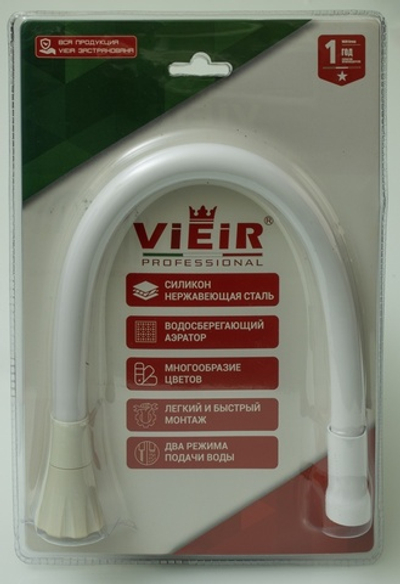 ВСЯ ПРОДУКЦИЯ
VIEIR ЗАСТРАХОВАНА
1 ГОД
ViEiR®
PROFESSIONAL
СИЛИКОН
НЕРЖАВЕЮЩАЯ СТАЛЬ
ВОДОСБЕРЕГАЮЩИЙ
АЭРАТОР
МНОГООБРАЗИЕ
ЦВЕТОВ
ЛЕГКИЙ И БЫСТРЫЙ
МОНТАЖ
ДВА РЕЖИМА
ПОДАЧИ ВОДЫ